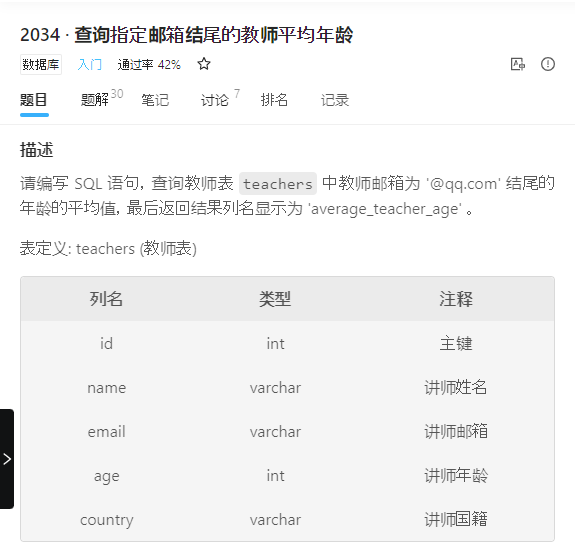 2034 · 查询指定邮箱结尾的教师平均年龄
数据库 入门 通过率 42%
题目 题解 30 笔记 讨论 7 排名 记录
描述
请编写 SQL 语句, 查询教师表 teachers 中教师邮箱为 '@qq.com' 结尾的
年龄的平均值, 最后返回结果列名显示为 'average_teacher_age' 。
表定义: teachers (教师表)
列名 类型 注释
id int 主键
name varchar 讲师姓名
email varchar 讲师邮箱
age int 讲师年龄
country varchar 讲师国籍